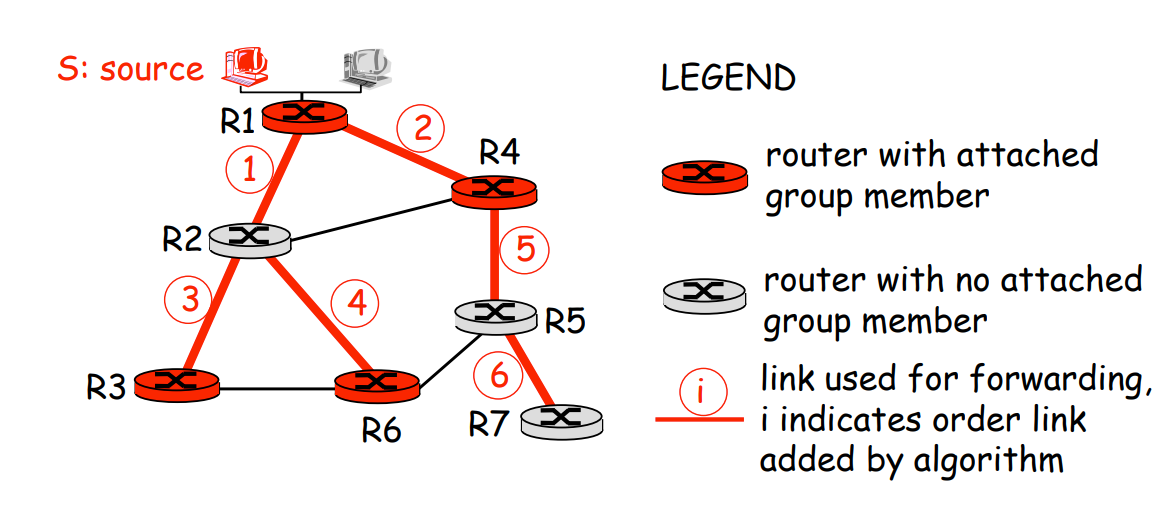 S: source
LEGEND
R1
2
router with attached
group member
R4
1
R2
5
router with no attached
group member
3
4
R5
6
i
link used for forwarding,
i indicates order link
added by algorithm
R3
R6
R7